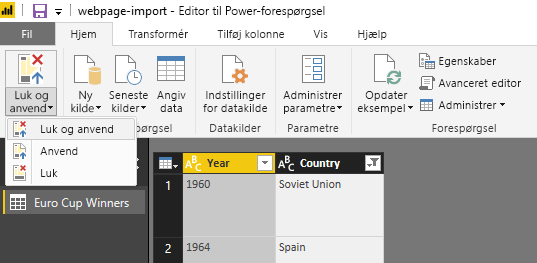 webpage-import - Editor til Power-forespørgsel
Fil Hjem Transformér Tilføj kolonne Vis Hjælp
Luk og anvend
Ny kilde
Seneste kilder
Angiv data
Indstillinger for datakilde
Administrer parametre
Opdater eksempel
Egenskaber
Avanceret editor
Administrer
Luk og anvend
Anvend
Luk
ørgsel Datakilder Parametre Forespørgsel
ABC Year ABC Country
1 1960 Soviet Union
2 1964 Spain
Euro Cup Winners